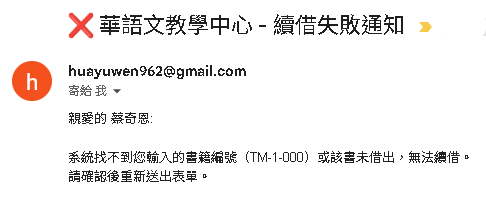 ❌ 華語文教學中心 - 續借失敗通知
h
huayuwen962@gmail.com
寄給 我
親愛的 蔡奇恩:
系統找不到您輸入的書籍編號（TM-1-000）或該書未借出，無法續借。
請確認後重新送出表單。